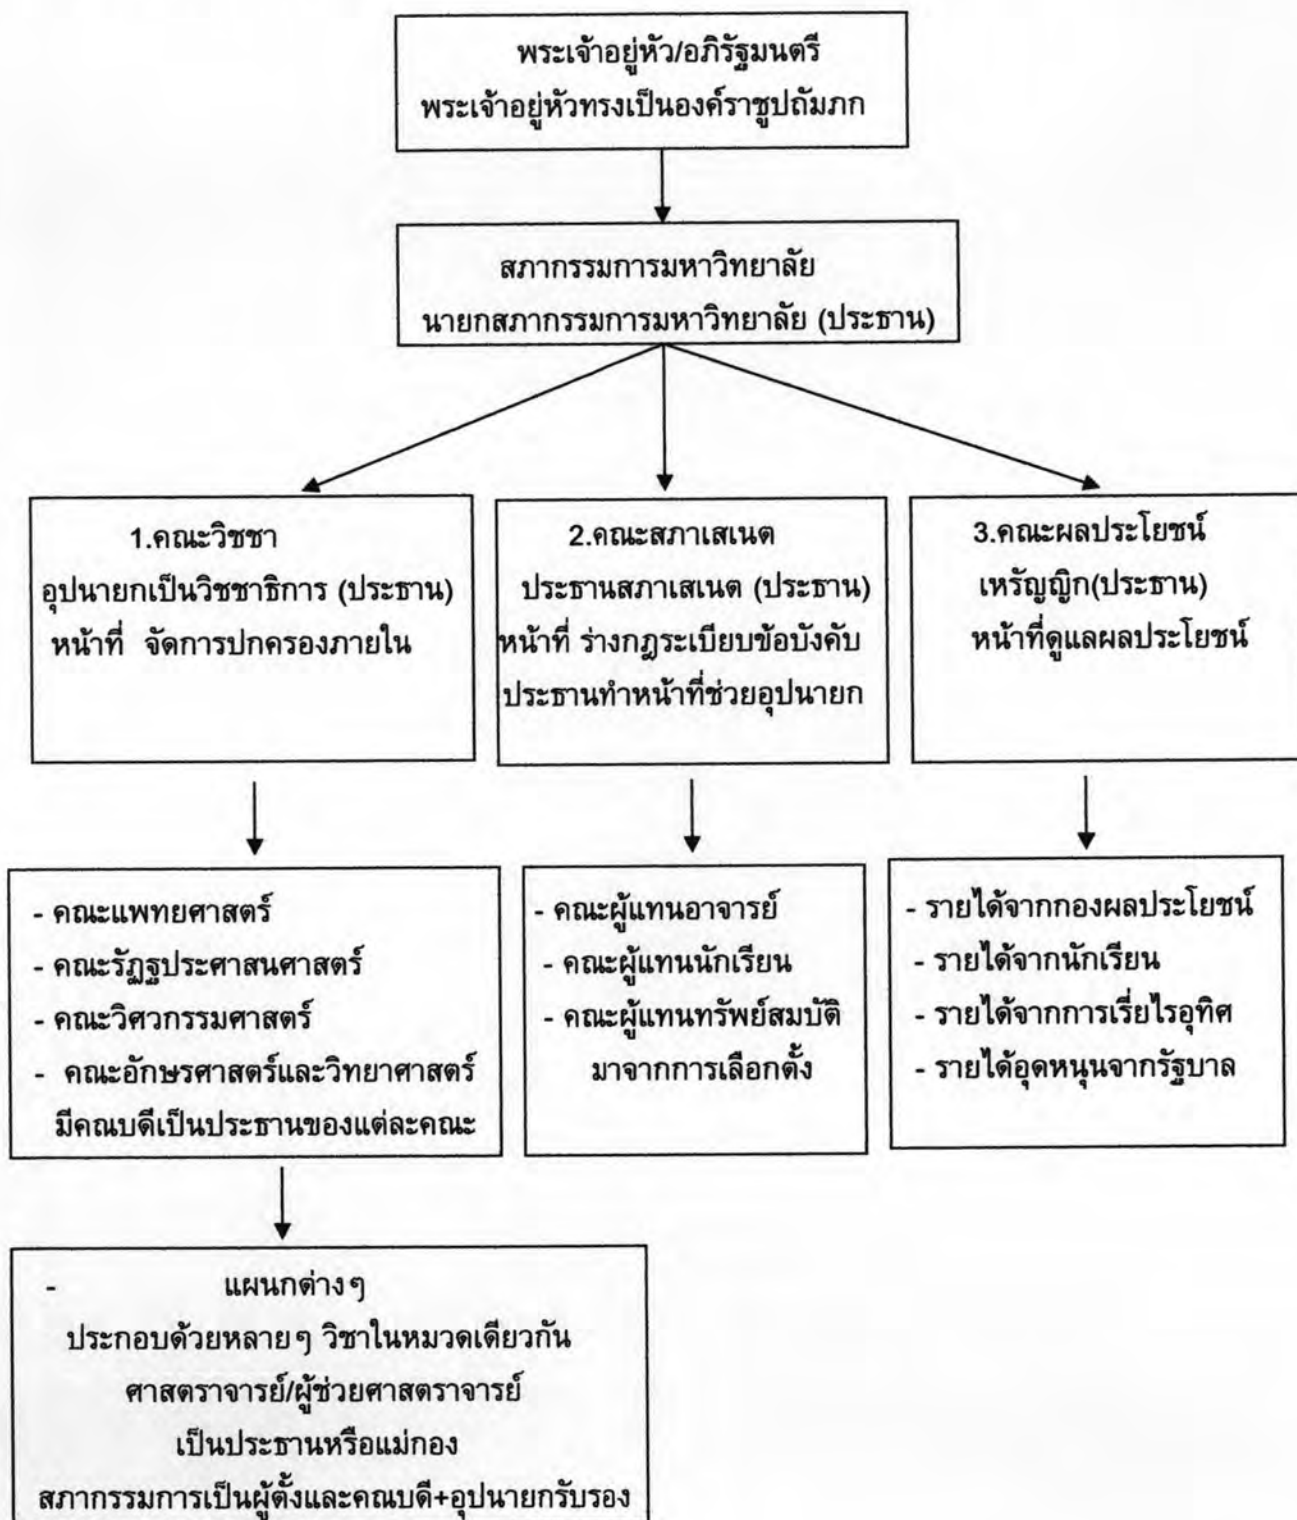 พระเจ้าอยู่หัว/อภิรัฐมนตรี
พระเจ้าอยู่หัวทรงเป็นองค์ราชูปถัมภก
สภากรรมการมหาวิทยาลัย
นายกสภากรรมการมหาวิทยาลัย (ประธาน)
1.คณะวิชชา
อุปนายกเป็นวิชชาธิการ (ประธาน)
หน้าที่ จัดการปกครองภายใน
2.คณะสภาเสเนต
ประธานสภาเสเนต (ประธาน)
หน้าที่ ร่างกฎระเบียบข้อบังคับ
ประธานทำหน้าที่ช่วยอุปนายก
3.คณะผลประโยชน์
เหรัญญิก(ประธาน)
หน้าที่ดูแลผลประโยชน์
- คณะแพทยศาสตร์
- คณะรัฏฐประศาสนศาสตร์
- คณะวิศวกรรมศาสตร์
- คณะอักษรศาสตร์และวิทยาศาสตร์
มีคณบดีเป็นประธานของแต่ละคณะ
- คณะผู้แทนอาจารย์
- คณะผู้แทนนักเรียน
- คณะผู้แทนทรัพย์สมบัติ
มาจากการเลือกตั้ง
- รายได้จากกองผลประโยชน์
- รายได้จากนักเรียน
- รายได้จากการเรี่ยไรอุทิศ
- รายได้อุดหนุนจากรัฐบาล
- แผนกต่างๆ
ประกอบด้วยหลายๆ วิชาในหมวดเดียวกัน
ศาสตราจารย์/ผู้ช่วยศาสตราจารย์
เป็นประธานหรือแม่กอง
สภากรรมการเป็นผู้ตั้งและคณบดี+อุปนายกรับรอง